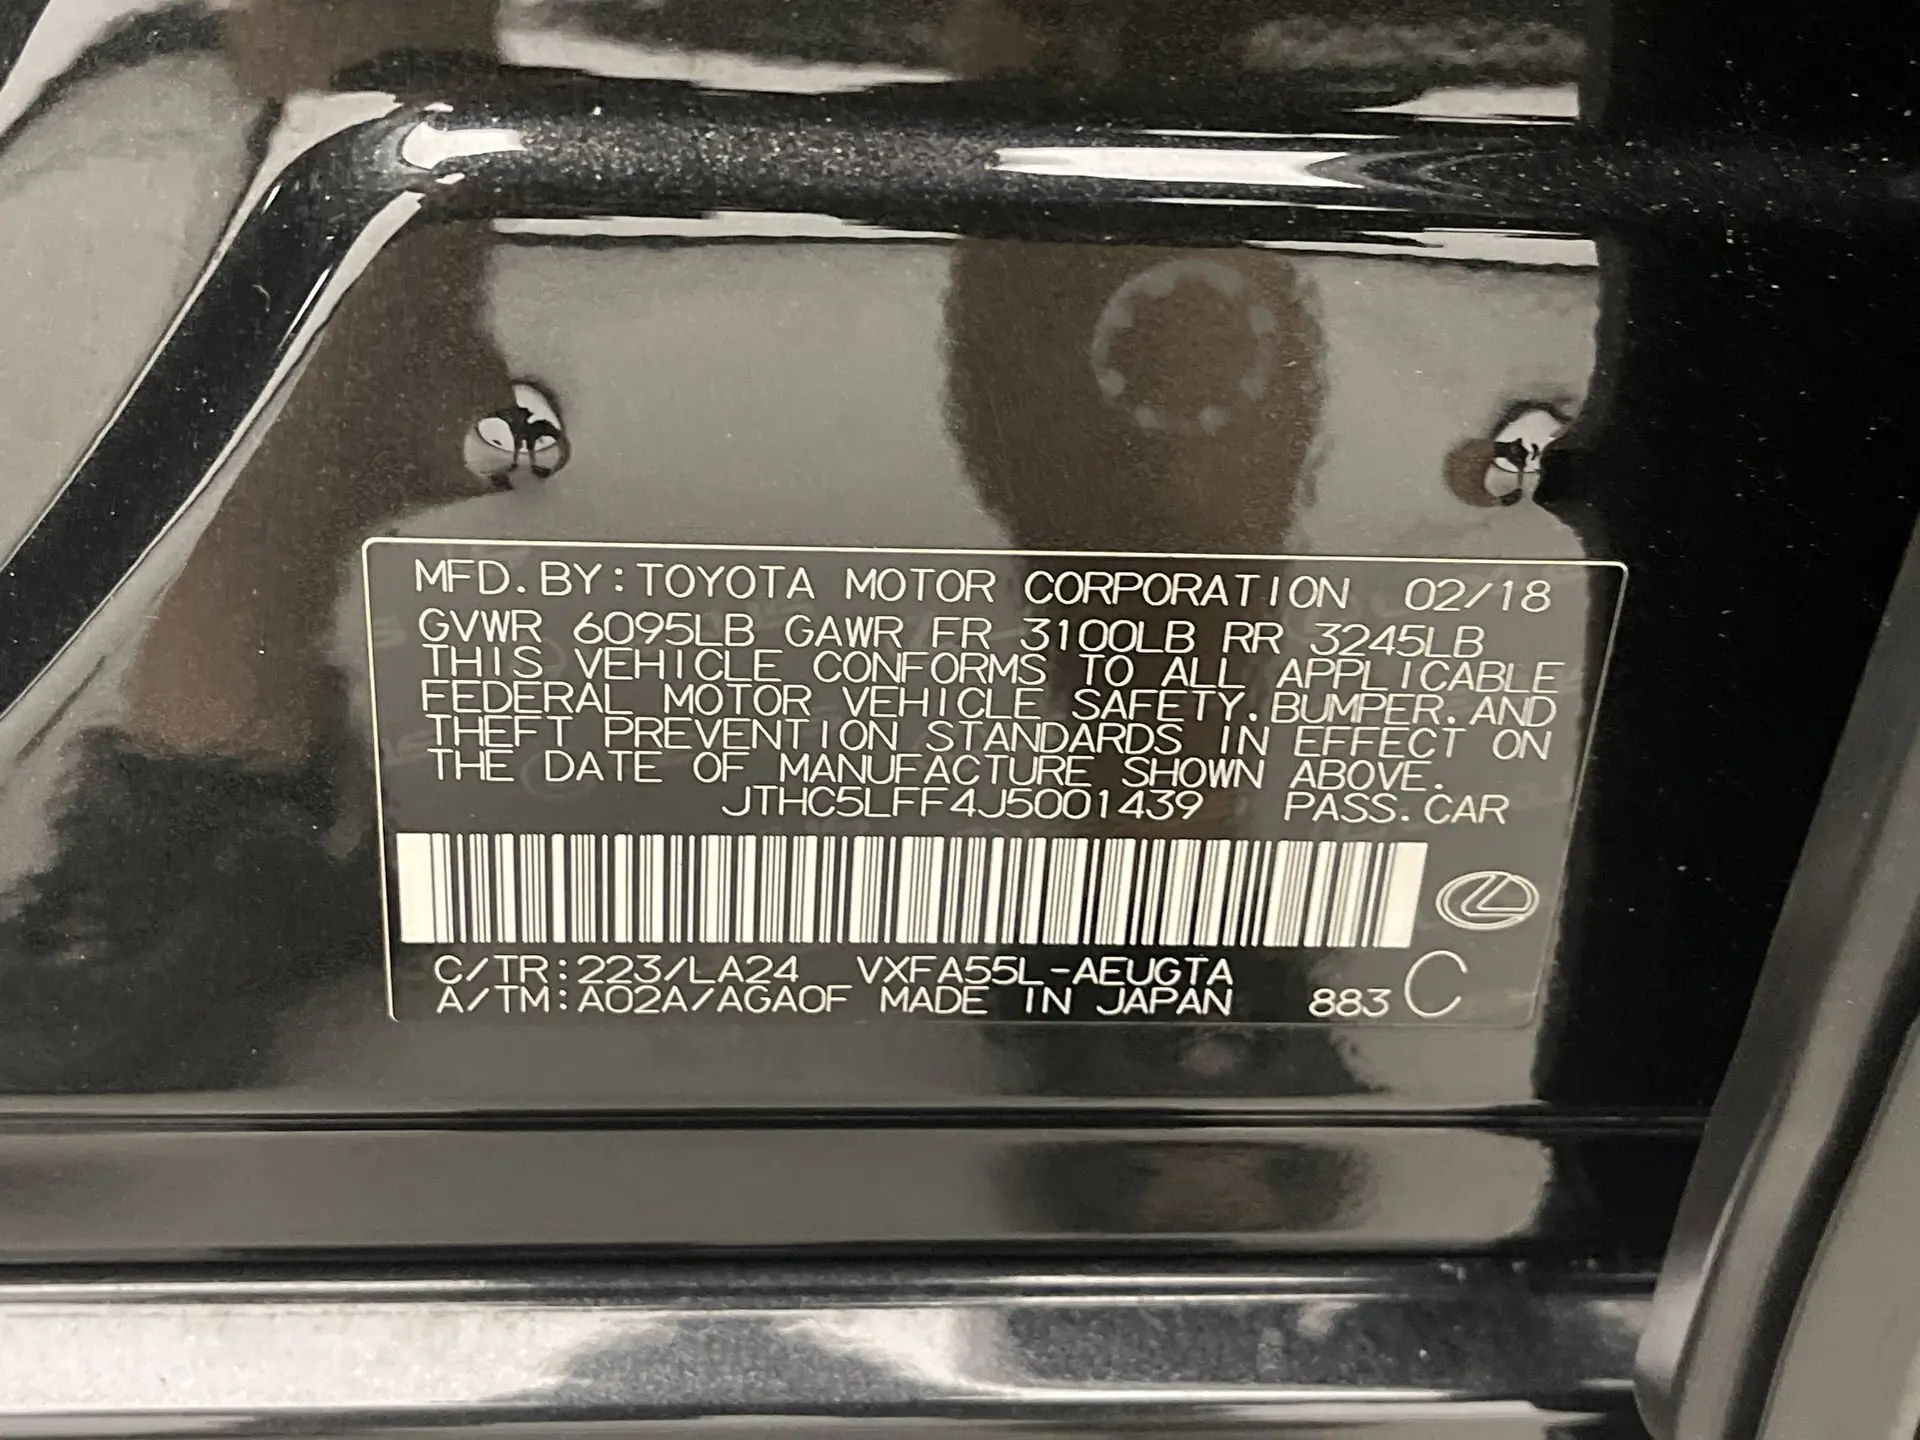 MFD. BY: TOYOTA MOTOR CORPORATION 02/18
GVWR 6095LB GAWR FR 3100LB RR 3245LB
THIS VEHICLE CONFORMS TO ALL APPLICABLE
FEDERAL MOTOR VEHICLE SAFETY. BUMPER. AND
THEFT PREVENTION STANDARDS IN EFFECT ON
THE DATE OF MANUFACTURE SHOWN ABOVE.
JTHC5LFF4J5001439 PASS. CAR
C/TR: 223/LA24 VXFA55L-AEUGTA
A/TM: A02A/AGA0F MADE IN JAPAN 883 C